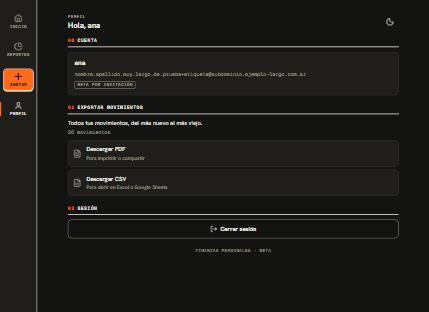 INICIO
REPORTES
ANOTAR
PERFIL
PERFIL
Hola, ana
00 CUENTA
ana
nombre.apellido.muy.largo.de.prueba+etiqueta@subdominio.ejemplo-largo.com.ar
BETA POR INVITACIÓN
01 EXPORTAR MOVIMIENTOS
Todos tus movimientos, del más nuevo al más viejo.
26 movimientos
Descargar PDF
Para imprimir o compartir
Descargar CSV
Para abrir en Excel o Google Sheets
02 SESIÓN
Cerrar sesión
FINANZAS PERSONALES · BETA